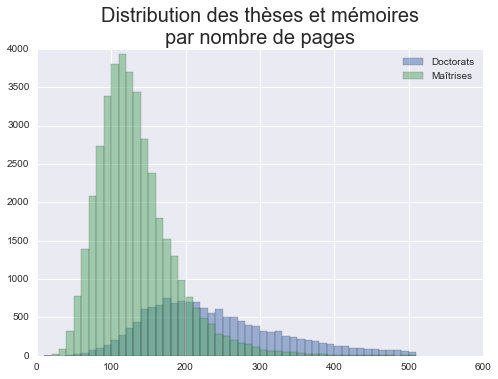 Distribution des thèses et mémoires
par nombre de pages
Doctorats
Maîtrises
4000
3500
3000
2500
2000
1500
1000
500
0
0 100 200 300 400 500 600